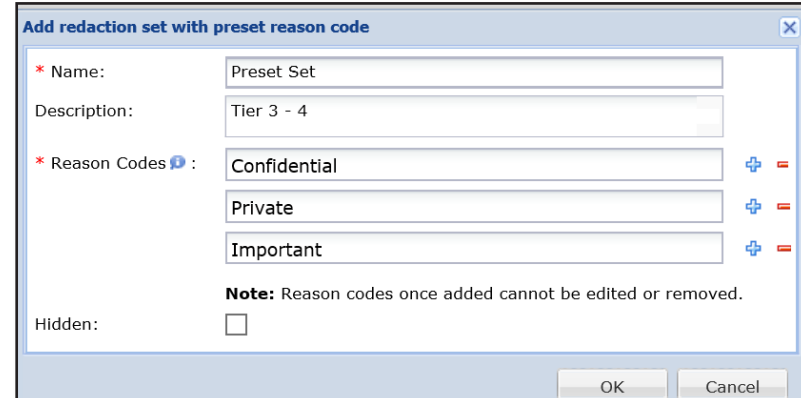 Add redaction set with preset reason code
* Name: Preset Set
Description: Tier 3 - 4
* Reason Codes : Confidential
Private
Important
Note: Reason codes once added cannot be edited or removed.
Hidden:
OK Cancel